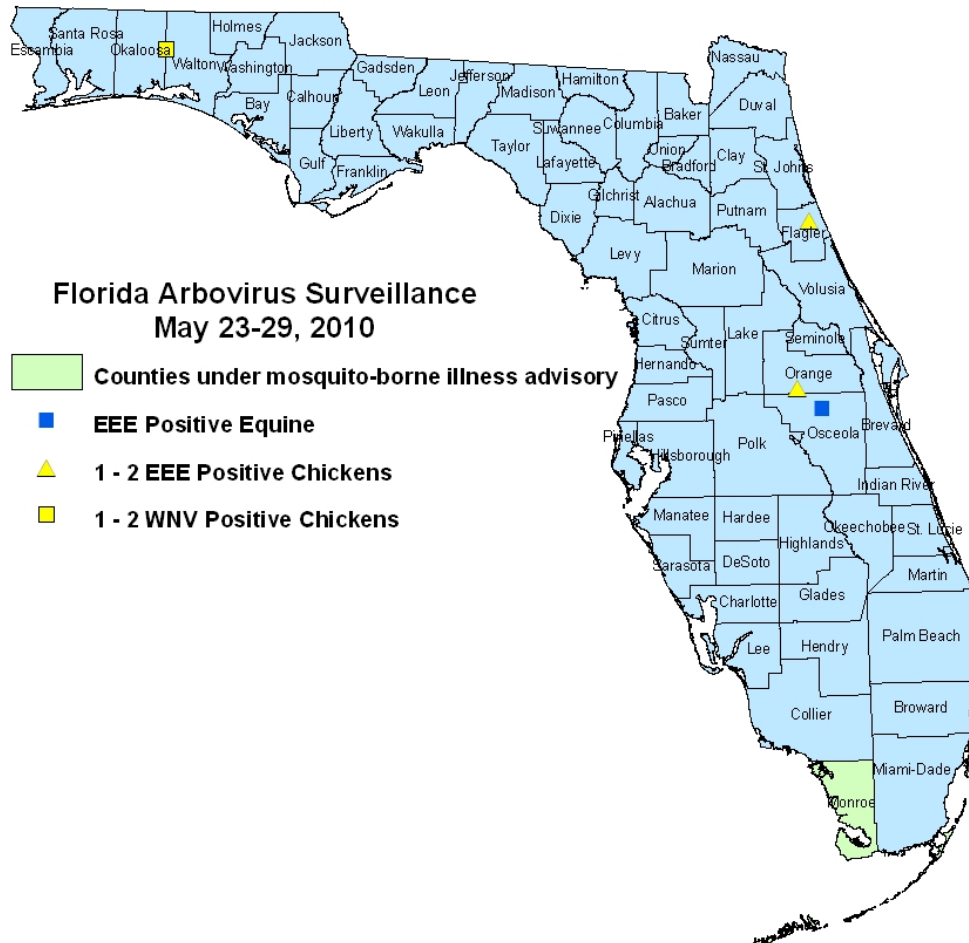 Holmes
Santa Rosa
Jackson
Escambia
Okaloosa
Walton
Washington
Gadsden
Jefferson
Hamilton
Nassau
Leon
Madison
Bay
Calhoun
Duval
Baker
Columbia
Suwannee
Liberty
Wakulla
Taylor
Union
Clay
Lafayette
Bradford
St. Johns
Gulf
Franklin
Gilchrist
Alachua
Putnam
Dixie
Flagler
Levy
Marion
Volusia
Florida Arbovirus Surveillance
May 23-29, 2010
Citrus
Lake
Sumter
Seminole
Hernando
Counties under mosquito-borne illness advisory
Orange
Pasco
EEE Positive Equine
Brevard
Osceola
Pinellas
Polk
Hillsborough
1 - 2 EEE Positive Chickens
Indian River
1 - 2 WNV Positive Chickens
Manatee
Hardee
Okeechobee
St. Lucie
Highlands
Sarasota
DeSoto
Martin
Charlotte
Glades
Palm Beach
Lee
Hendry
Collier
Broward
Miami-Dade
Monroe